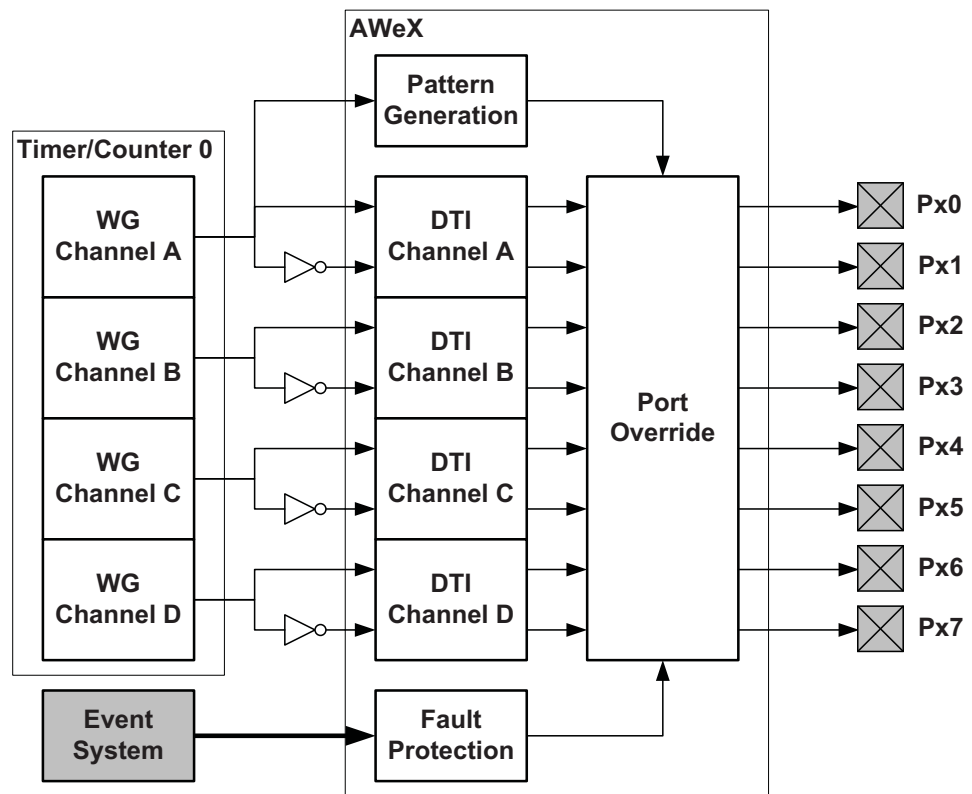 AWeX
Pattern
Generation
Timer/Counter 0
WG
Channel A
DTI
Channel A
Px0
Px1
WG
Channel B
DTI
Channel B
Px2
Px3
Port
Override
WG
Channel C
DTI
Channel C
Px4
Px5
WG
Channel D
DTI
Channel D
Px6
Px7
Event
System
Fault
Protection